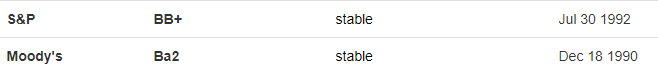 S&P BB+ stable Jul 30 1992
Moody's Ba2 stable Dec 18 1990